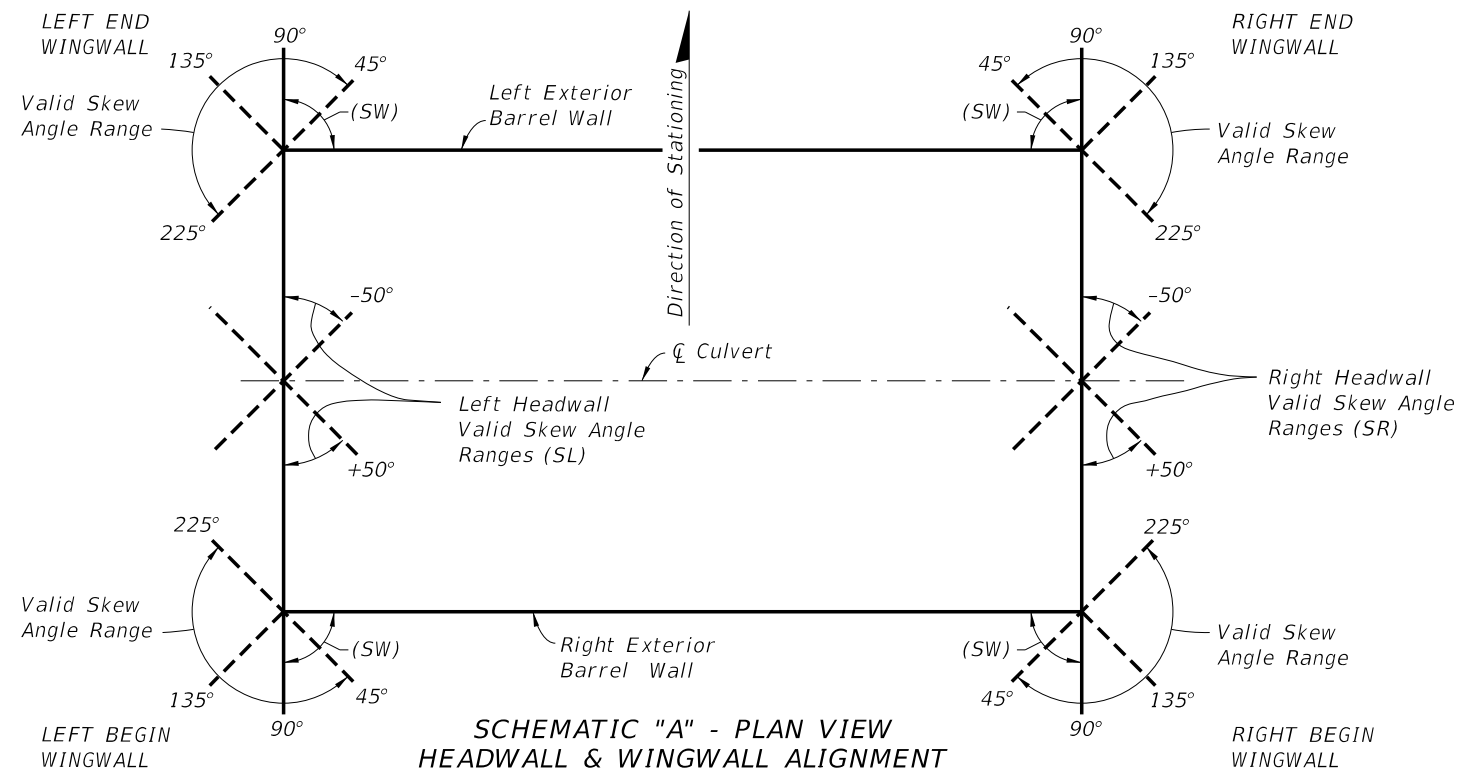 LEFT END
WINGWALL
90°
135°
45°
(SW)
Valid Skew
Angle Range
225°
Left Exterior
Barrel Wall
Direction of Stationing
RIGHT END
WINGWALL
90°
45°
135°
(SW)
Valid Skew
Angle Range
225°
–50°
+50°
Left Headwall
Valid Skew Angle
Ranges (SL)
℄ Culvert
–50°
+50°
Right Headwall
Valid Skew Angle
Ranges (SR)
225°
Valid Skew
Angle Range
(SW)
135°
45°
90°
LEFT BEGIN
WINGWALL
Right Exterior
Barrel Wall
225°
(SW)
Valid Skew
Angle Range
45°
135°
90°
RIGHT BEGIN
WINGWALL
SCHEMATIC "A" - PLAN VIEW
HEADWALL & WINGWALL ALIGNMENT